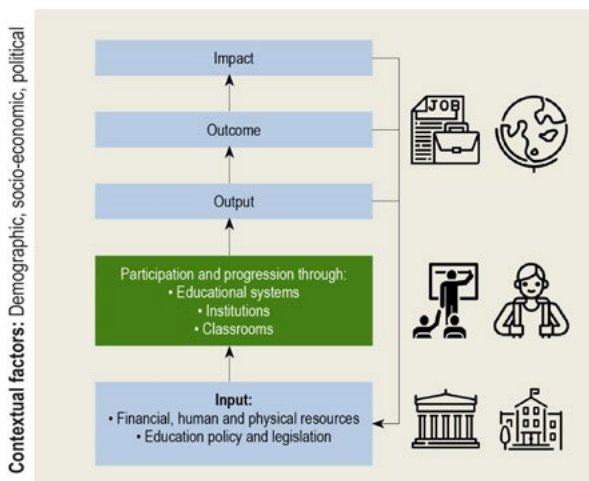 Contextual factors: Demographic, socio-economic, political
Impact
Outcome
Output
Participation and progression through:
• Educational systems
• Institutions
• Classrooms
Input:
• Financial, human and physical resources
• Education policy and legislation
JOB